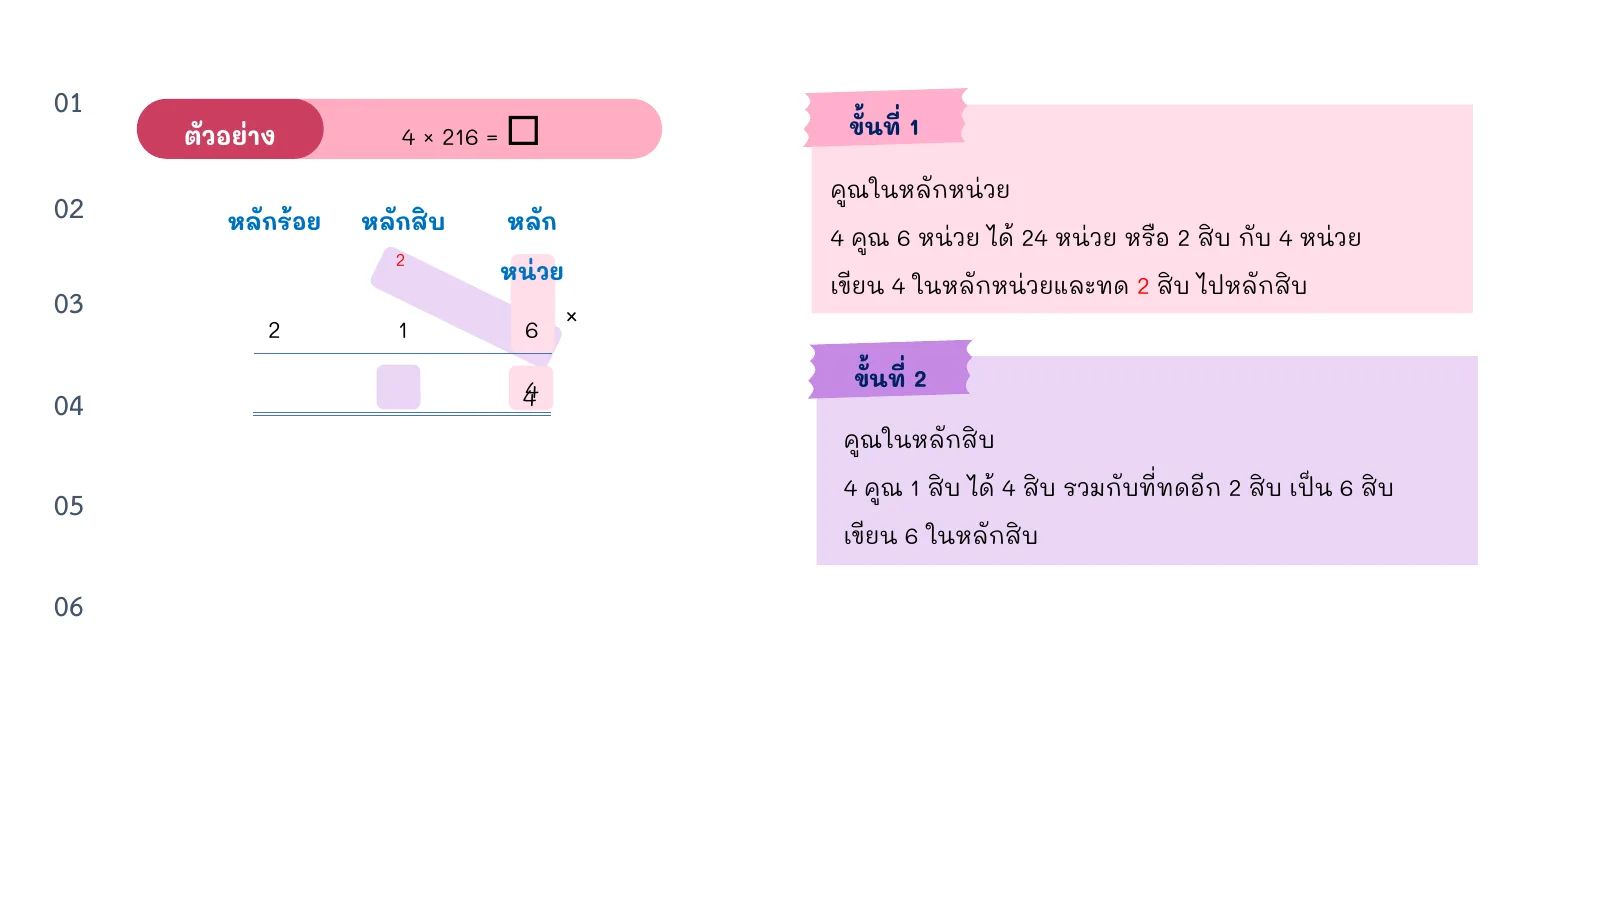 01
ตัวอย่าง
4 × 216 = □
02
หลักร้อย หลักสิบ หลัก
หน่วย
2
03
2 1 6 ×
04
4
4
05
06
ขั้นที่ 1
คูณในหลักหน่วย
4 คูณ 6 หน่วย ได้ 24 หน่วย หรือ 2 สิบ กับ 4 หน่วย
เขียน 4 ในหลักหน่วยและทด 2 สิบ ไปหลักสิบ
ขั้นที่ 2
คูณในหลักสิบ
4 คูณ 1 สิบ ได้ 4 สิบ รวมกับที่ทดอีก 2 สิบ เป็น 6 สิบ
เขียน 6 ในหลักสิบ